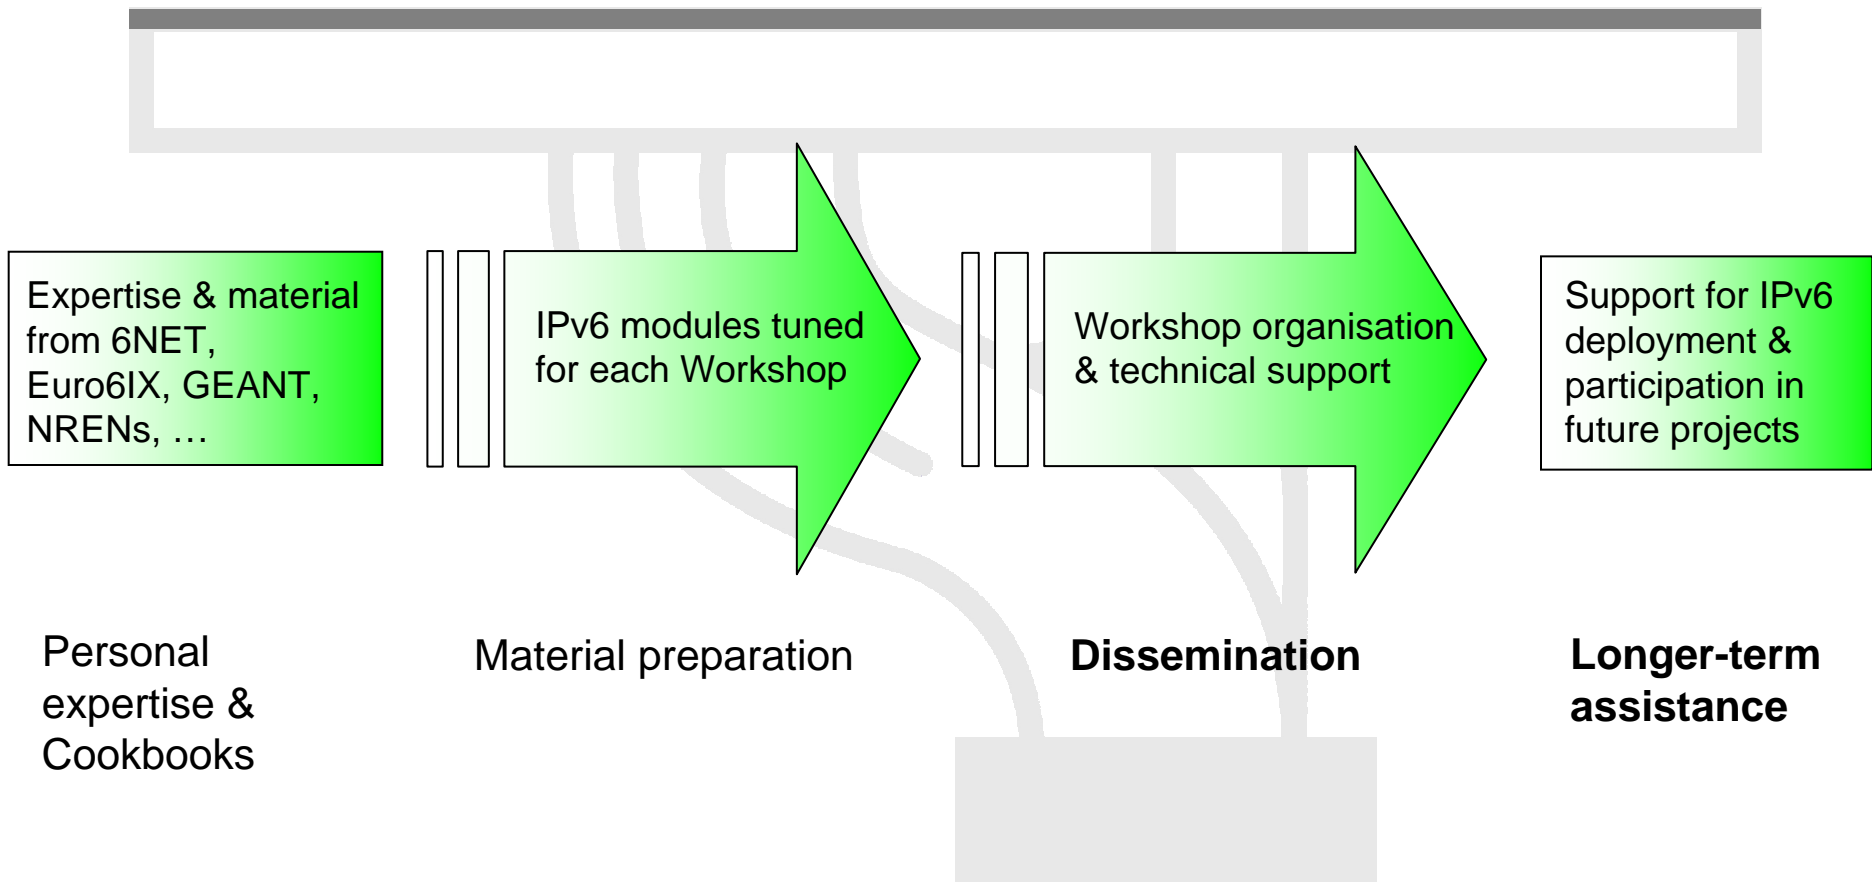 Expertise & material
from 6NET,
Euro6IX, GEANT,
NRENs, …
IPv6 modules tuned
for each Workshop
Workshop organisation
& technical support
Support for IPv6
deployment &
participation in
future projects
Personal
expertise &
Cookbooks
Material preparation
Dissemination
Longer-term
assistance